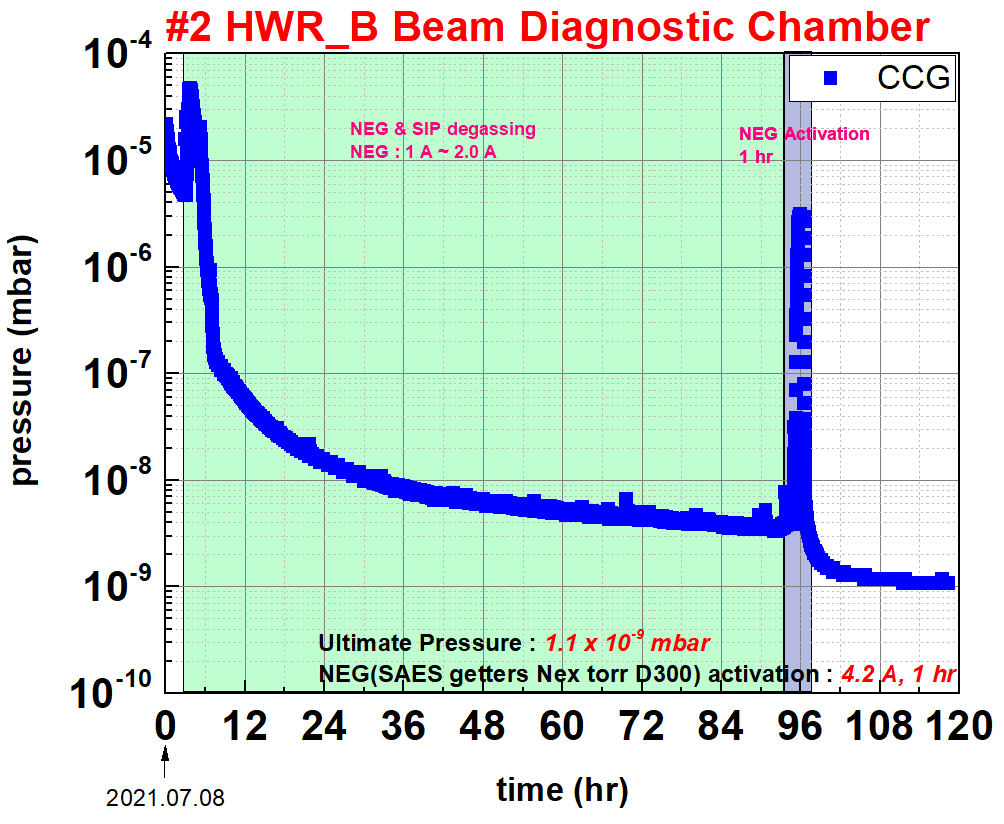 #2 HWR_B Beam Diagnostic Chamber
CCG
NEG & SIP degassing
NEG : 1 A ~ 2.0 A
NEG Activation
1 hr
10-4
10-5
10-6
10-7
10-8
10-9
10-10
pressure (mbar)
Ultimate Pressure : 1.1 x 10-9 mbar
NEG(SAES getters Nex torr D300) activation : 4.2 A, 1 hr
0 12 24 36 48 60 72 84 96 108 120
time (hr)
2021.07.08